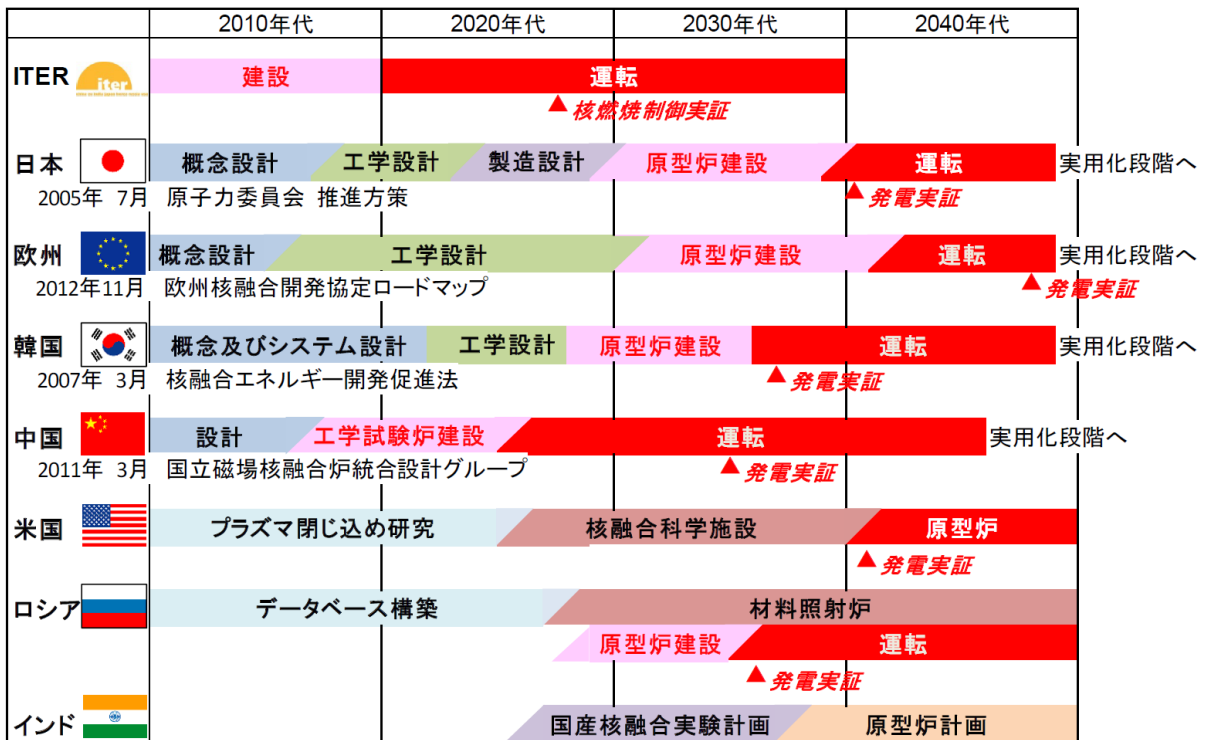 2010年代 2020年代 2030年代 2040年代
ITER iter 建設 運転
▲核燃焼制御実証
日本 概念設計 工学設計 製造設計 原型炉建設 運転 実用化段階へ
2005年 7月 原子力委員会 推進方策 ▲発電実証
欧州 概念設計 工学設計 原型炉建設 運転 実用化段階へ
2012年11月 欧州核融合開発協定ロードマップ ▲発電実証
韓国 概念及びシステム設計 工学設計 原型炉建設 運転 実用化段階へ
2007年 3月 核融合エネルギー開発促進法 ▲発電実証
中国 設計 工学試験炉建設 運転 実用化段階へ
2011年 3月 国立磁場核融合炉統合設計グループ ▲発電実証
米国 プラズマ閉じ込め研究 核融合科学施設 原型炉
▲発電実証
ロシア データベース構築 材料照射炉
原型炉建設 運転
▲発電実証
インド 国産核融合実験計画 原型炉計画